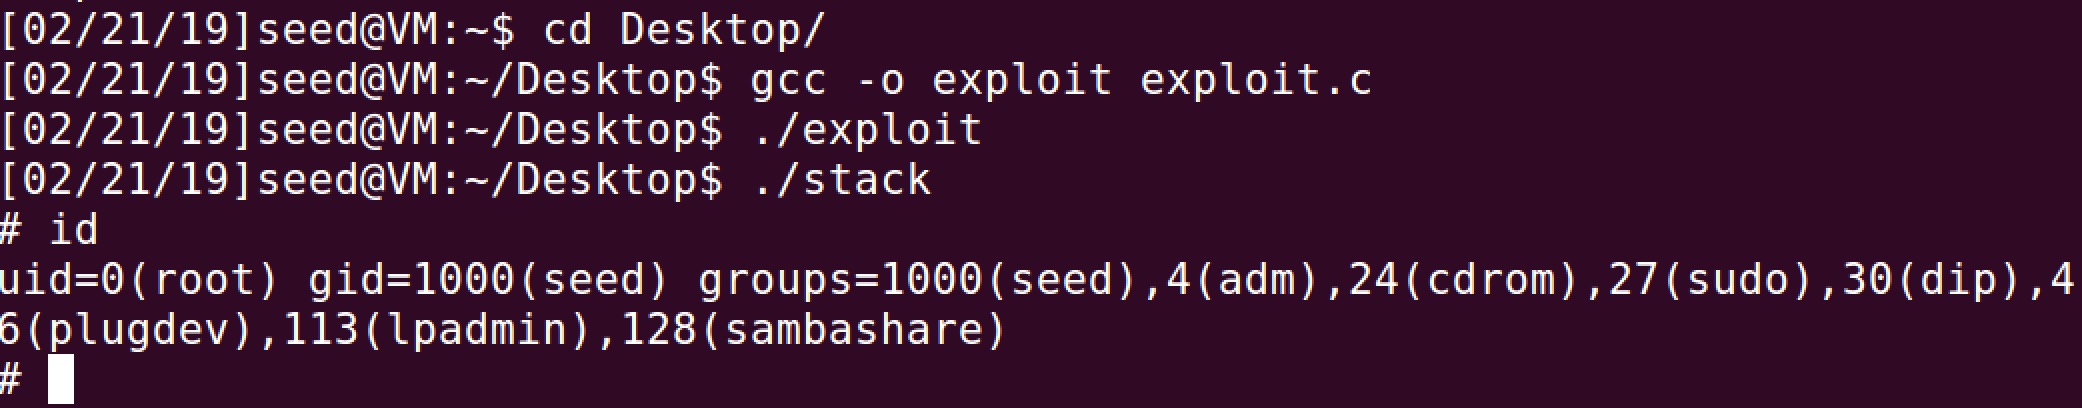 [02/21/19]seed@VM:~$ cd Desktop/
[02/21/19]seed@VM:~/Desktop$ gcc -o exploit exploit.c
[02/21/19]seed@VM:~/Desktop$ ./exploit
[02/21/19]seed@VM:~/Desktop$ ./stack
# id
uid=0(root) gid=1000(seed) groups=1000(seed),4(adm),24(cdrom),27(sudo),30(dip),4
6(plugdev),113(lpadmin),128(sambashare)
#